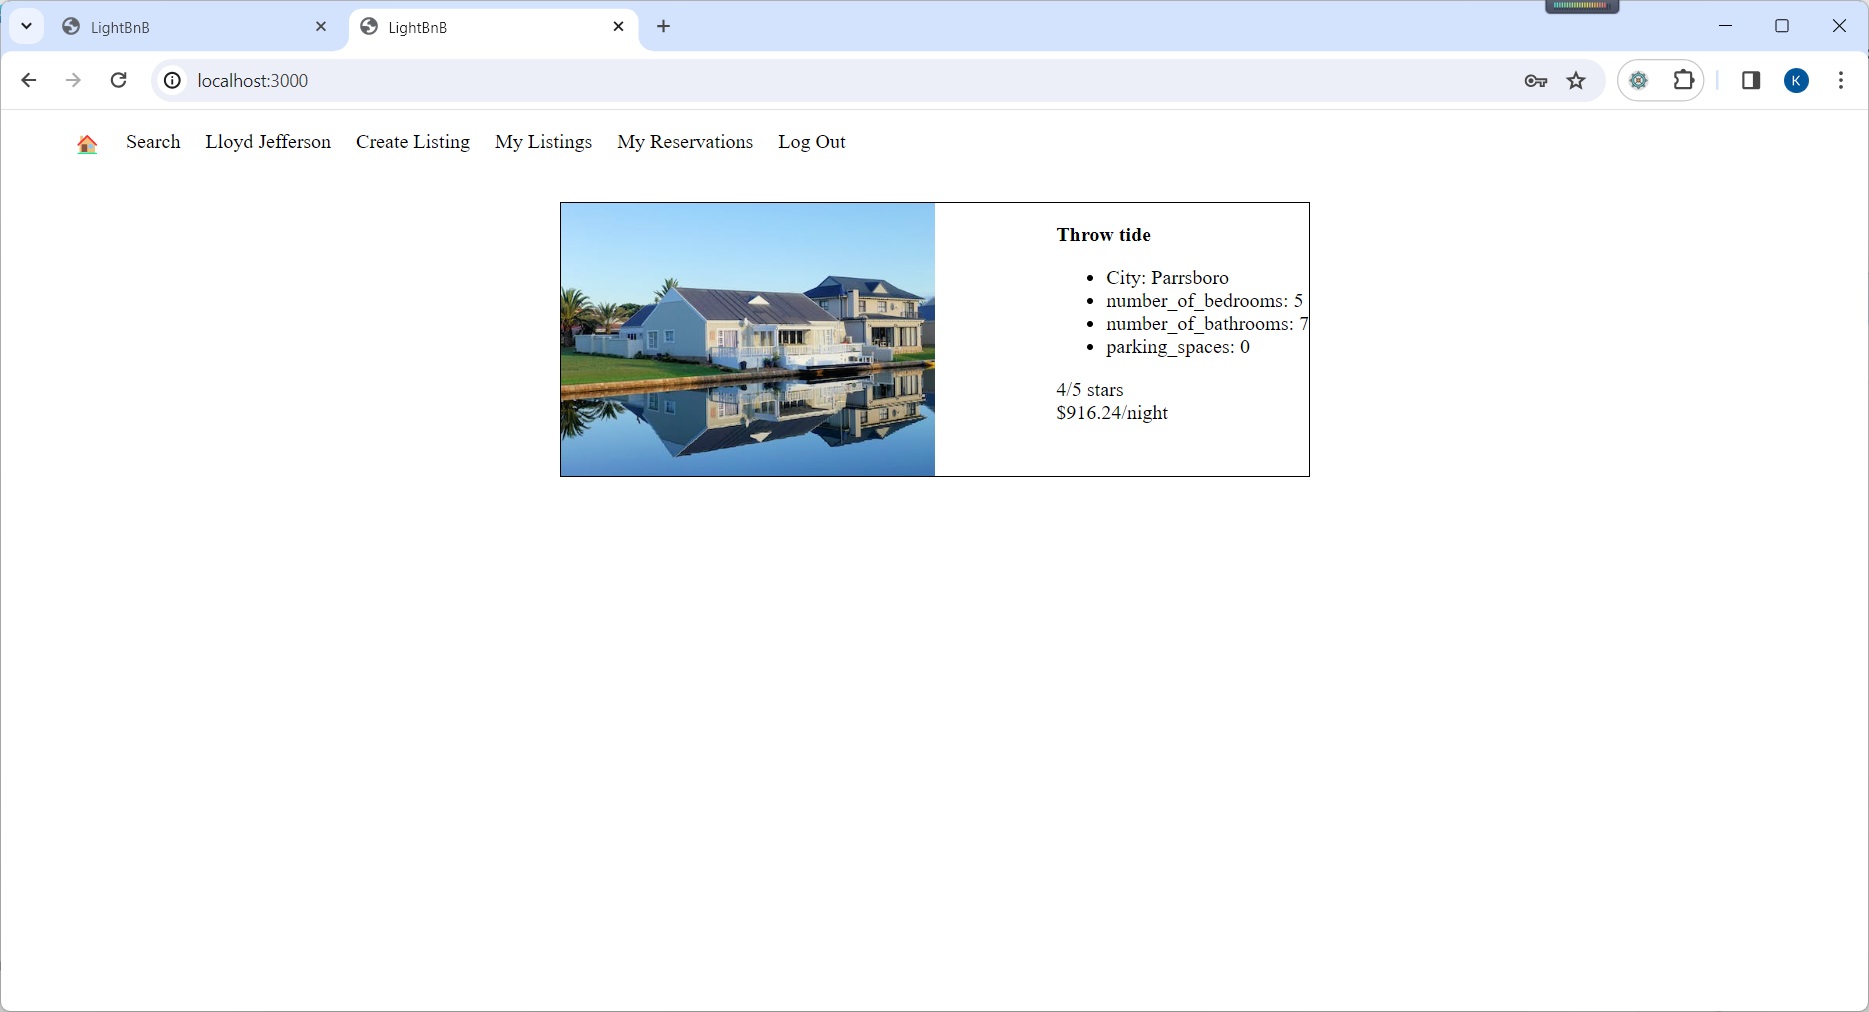 LightBnB
LightBnB
localhost:3000
K
Search Lloyd Jefferson Create Listing My Listings My Reservations Log Out
Throw tide
City: Parrsboro
number_of_bedrooms: 5
number_of_bathrooms: 7
parking_spaces: 0
4/5 stars
$916.24/night